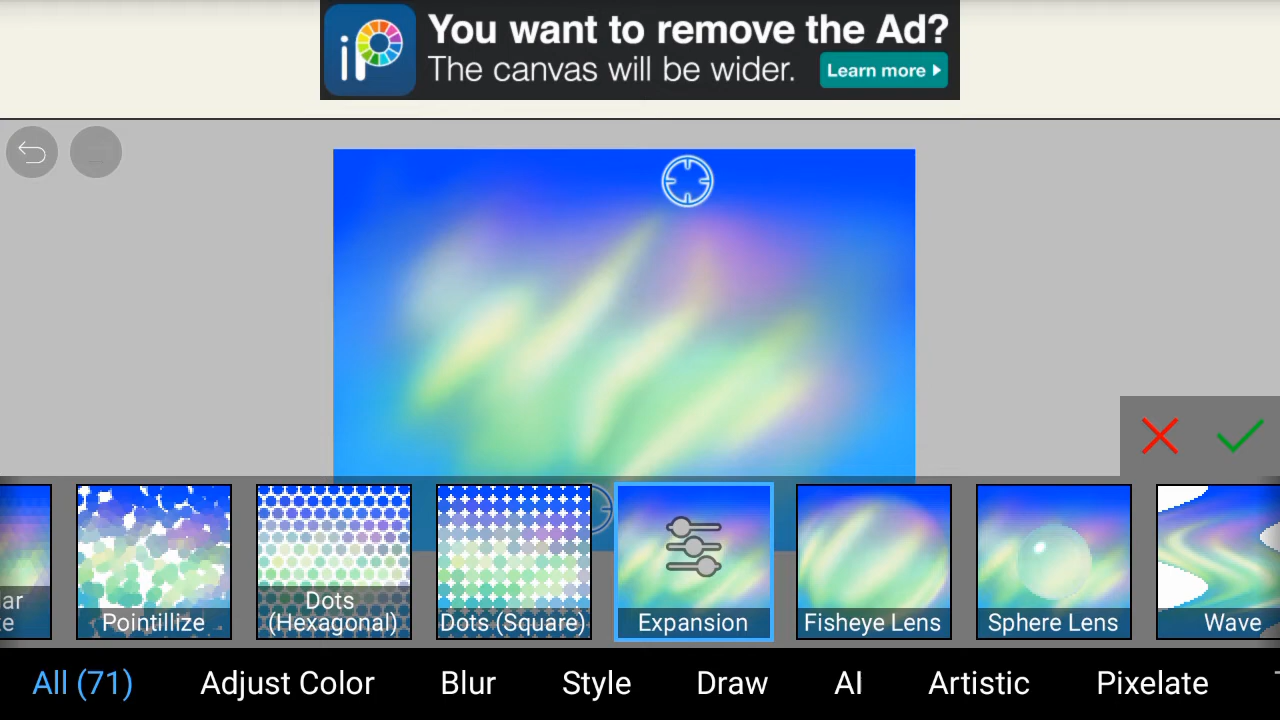 iP
You want to remove the Ad?
The canvas will be wider.
Learn more
Pointillize
Dots
(Hexagonal)
Dots (Square)
Expansion
Fisheye Lens
Sphere Lens
Wave
All (71)
Adjust Color
Blur
Style
Draw
AI
Artistic
Pixelate